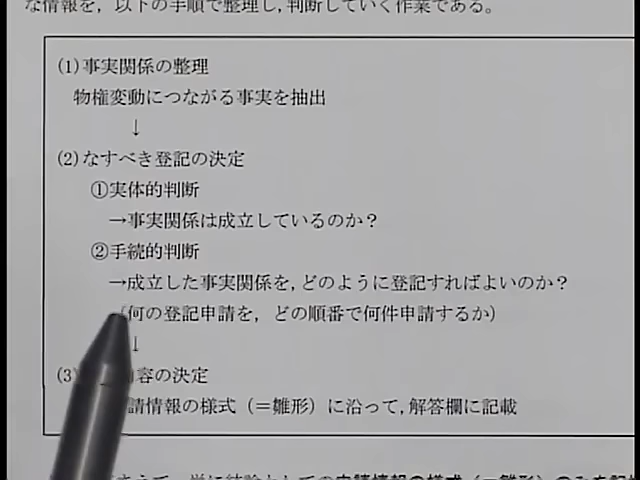 な情報を，以下の手順で整理し,判断していく作業である。
(1)事実関係の整理
物権変動につながる事実を抽出
↓
(2)なすべき登記の決定
①実体的判断
→事実関係は成立しているのか？
②手続的判断
→成立した事実関係を,どのように登記すればよいのか？
（何の登記申請を，どの順番で何件申請するか）
↓
(3) 容の決定
請情報の様式（＝雛形）に沿って,解答欄に記載